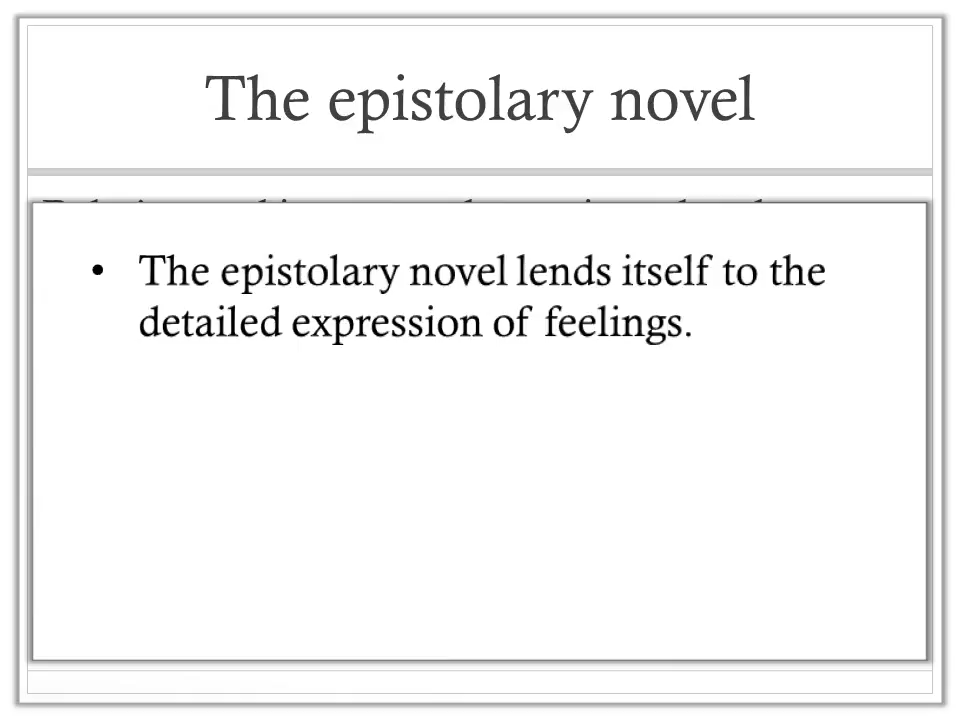 The epistolary novel
• The epistolary novel lends itself to the
detailed expression of feelings.